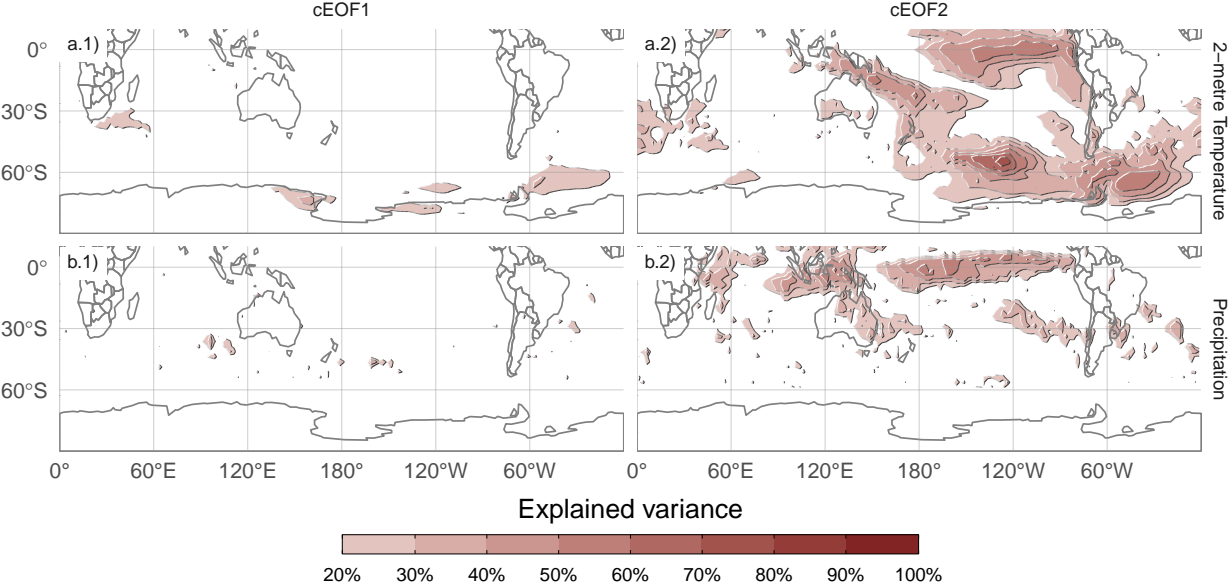 cEOF1 cEOF2
a.1) a.2)
0°
30°S
60°S
2−metre Temperature
b.1) b.2)
0°
30°S
60°S
Precipitation
0° 60°E 120°E 180° 120°W 60°W 0° 60°E 120°E 180° 120°W 60°W
Explained variance
20% 30% 40% 50% 60% 70% 80% 90% 100%